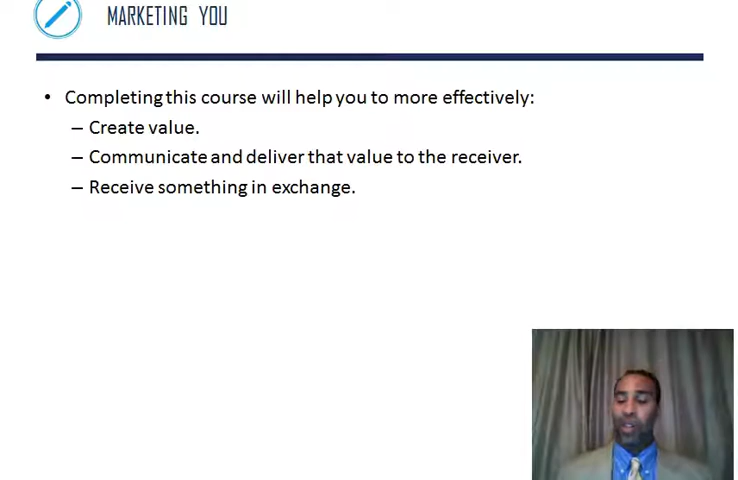 MARKETING YOU
• Completing this course will help you to more effectively:
– Create value.
– Communicate and deliver that value to the receiver.
– Receive something in exchange.